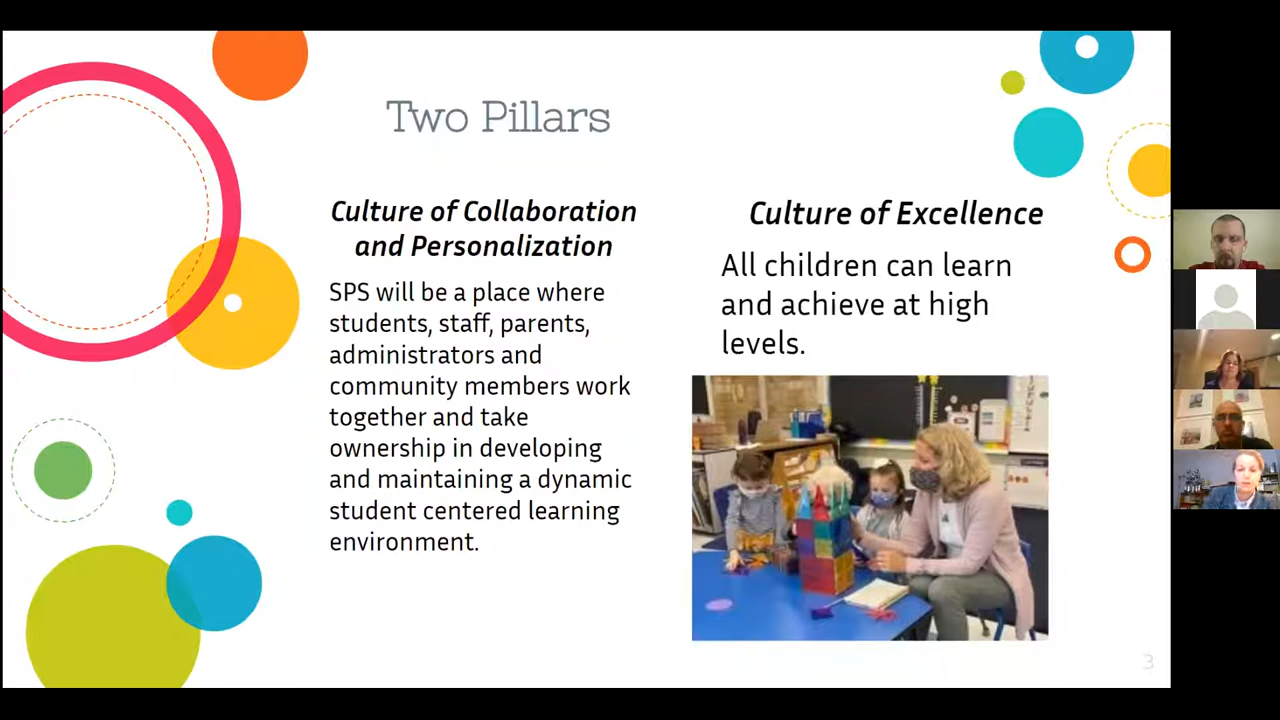 Two Pillars
Culture of Collaboration
and Personalization
SPS will be a place where
students, staff, parents,
administrators and
community members work
together and take
ownership in developing
and maintaining a dynamic
student centered learning
environment.
Culture of Excellence
All children can learn
and achieve at high
levels.
3